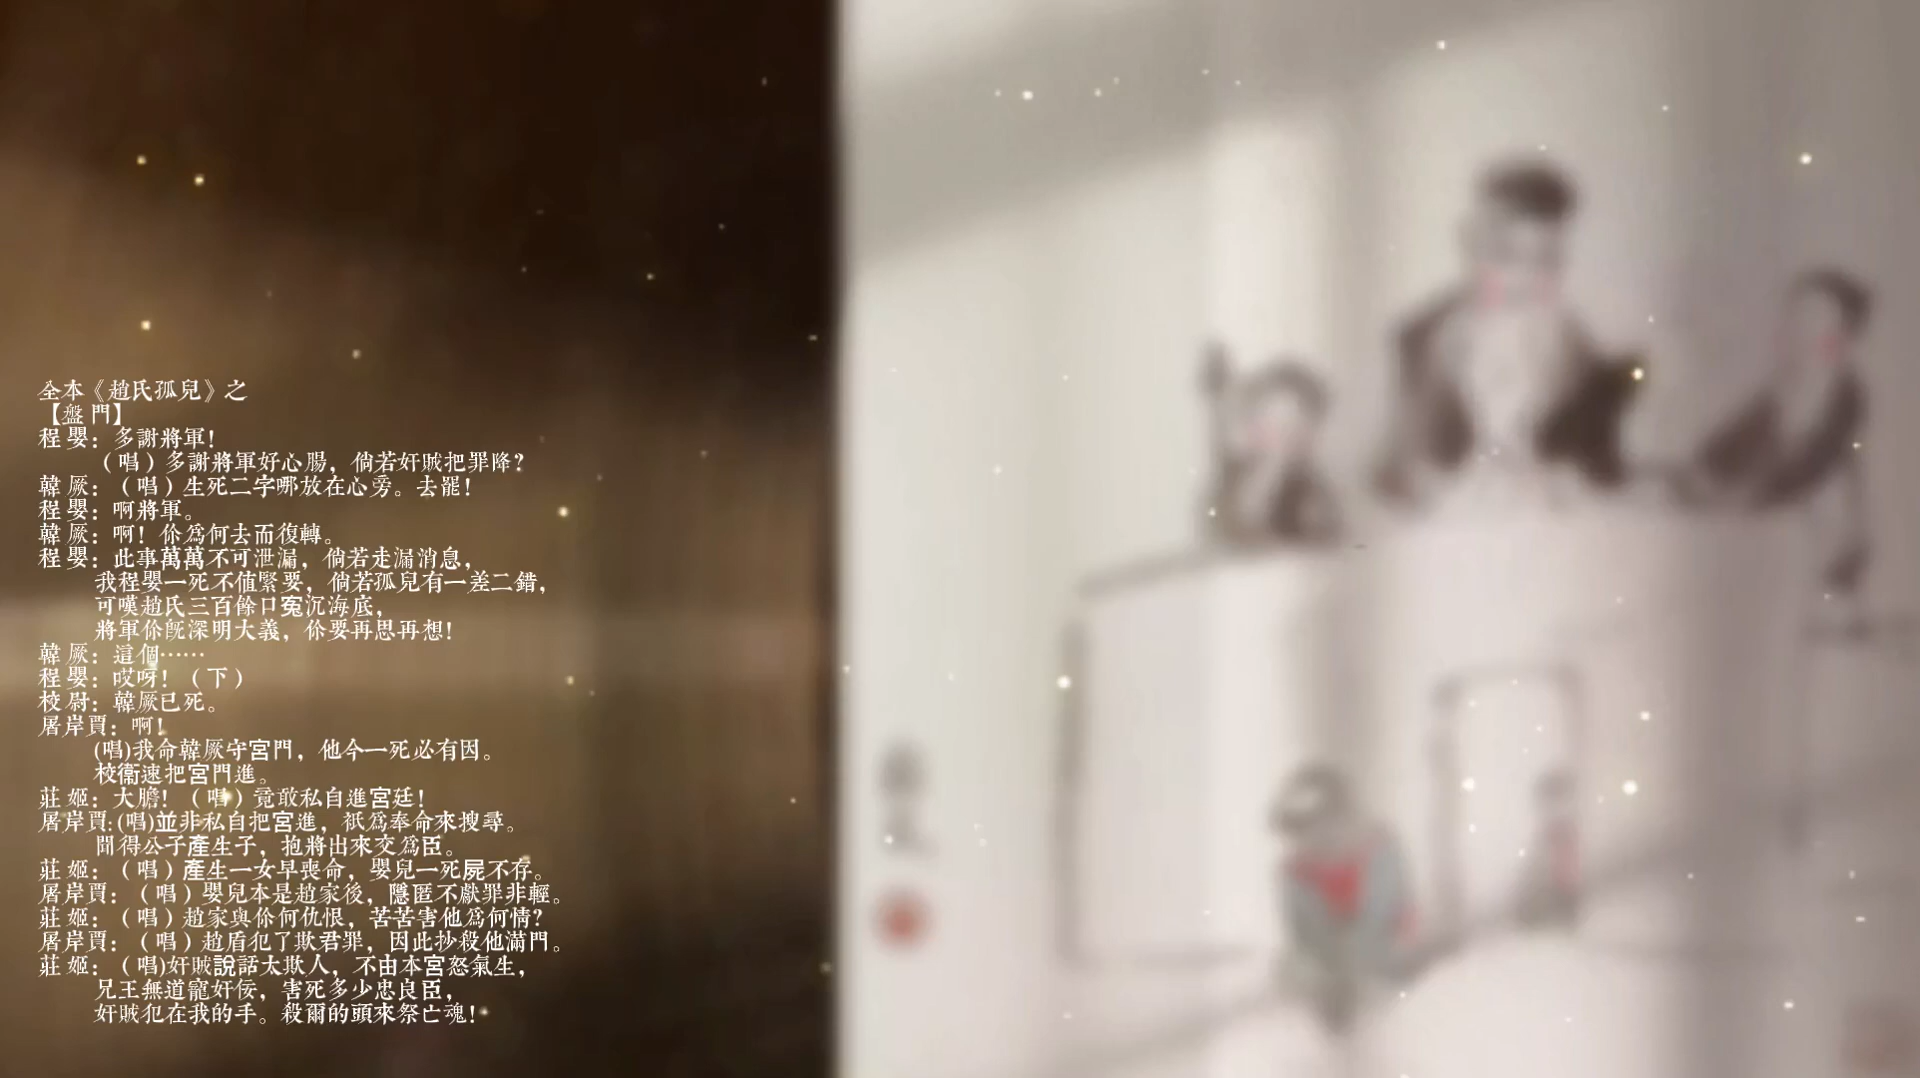 全本《趙氏孤兒》之
【盤 門】
程 嬰：多謝將軍！
（唱）多謝將軍好心腸，倘若奸賊把罪降？
韓 厥：（唱）生死二字哪放在心旁。去罷！
程 嬰：啊將軍。
韓 厥：啊！你為何去而復轉。
程 嬰：此事萬萬不可泄漏，倘若走漏消息，
我程嬰一死不值緊要，倘若孤兒有一差二錯，
可嘆趙氏三百餘口冤沉海底，
將軍你既深明大義，你要再思再想！
韓 厥：這個……
程 嬰：哎呀！（下）
校 尉：韓厥已死。
屠岸賈：啊！
(唱)我命韓厥守宮門，他今一死必有因。
校衛速把宮門進。
莊 姬：大膽！（唱）竟敢私自進宮廷！
屠岸賈:(唱)並非私自把宮進，祇為奉命來搜尋。
聞得公子產生子，抱將出來交為臣。
莊 姬：（唱）產生一女早喪命，嬰兒一死屍不存。
屠岸賈：（唱）嬰兒本是趙家後，隱匿不獻罪非輕。
莊 姬：（唱）趙家與你何仇恨，苦苦害他為何情？
屠岸賈：（唱）趙盾犯了欺君罪，因此抄殺他滿門。
莊 姬：（唱)奸賊說話太欺人，不由本宮怒氣生，
兄王無道寵奸佞，害死多少忠良臣，
奸賊犯在我的手。殺爾的頭來祭亡魂！